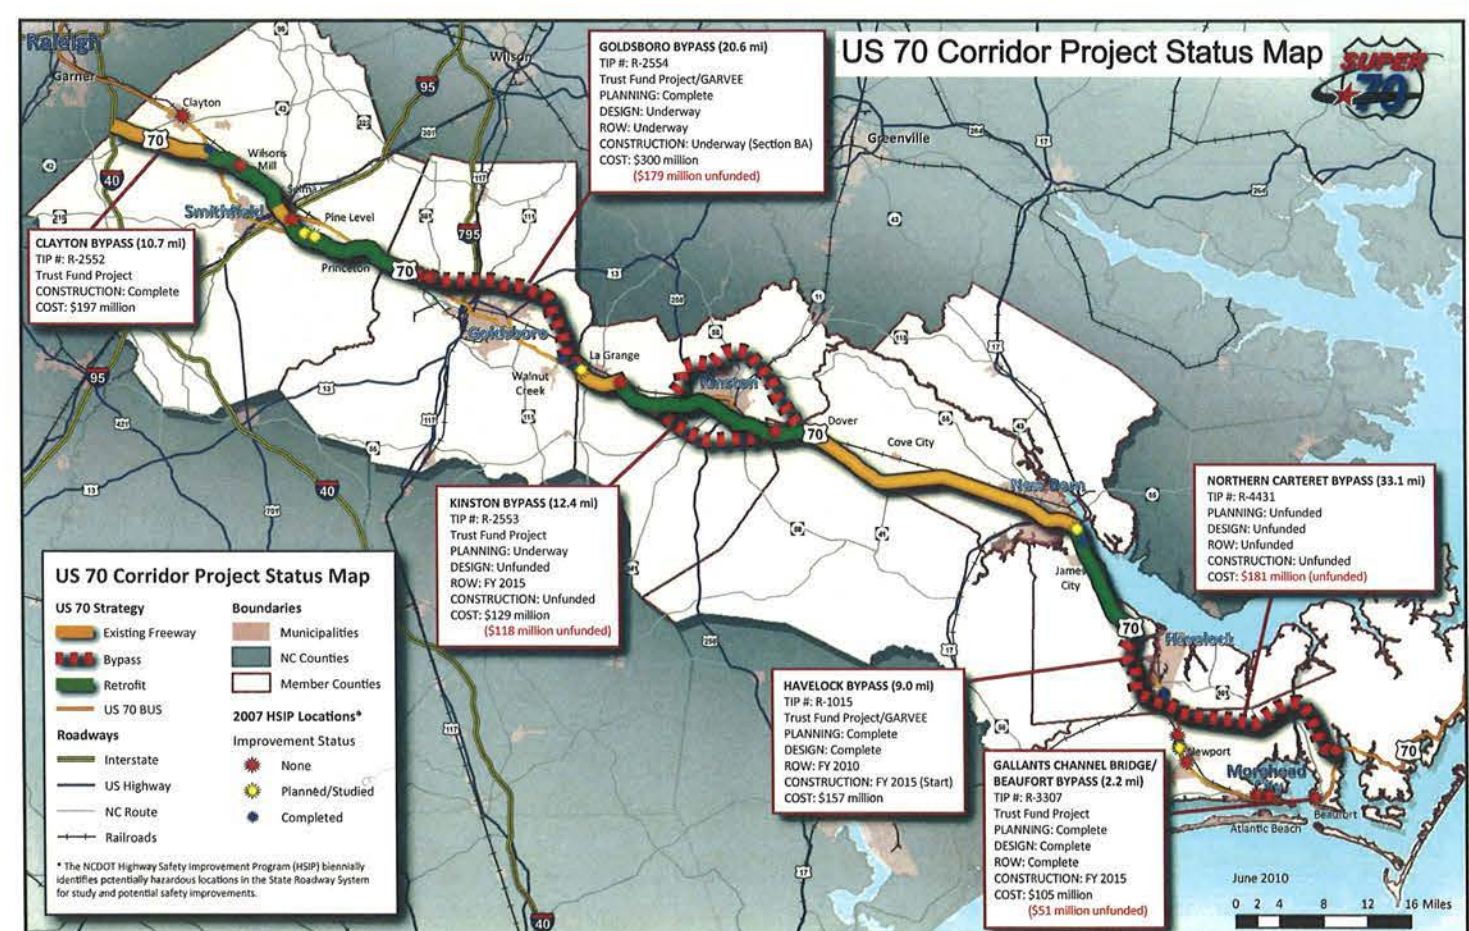 US 70 Corridor Project Status Map
SUPER
70
Raleigh
Garner
Clayton
Wilsons
Mill
Smithfield
Pine Level
Princeton
Wilson
Greenville
Goldsboro
Walnut
Creek
La Grange
Kinston
Dover
Cove City
New Bern
James
City
Havelock
Newport
Morehead
City
Beaufort
Atlantic Beach
70
70
70
70
70
40
95
795
95
40
40
GOLDSBORO BYPASS (20.6 mi)
TIP #: R-2554
Trust Fund Project/GARVEE
PLANNING: Complete
DESIGN: Underway
ROW: Underway
CONSTRUCTION: Underway (Section BA)
COST: $300 million
($179 million unfunded)
CLAYTON BYPASS (10.7 mi)
TIP #: R-2552
Trust Fund Project
CONSTRUCTION: Complete
COST: $197 million
KINSTON BYPASS (12.4 mi)
TIP #: R-2553
Trust Fund Project
PLANNING: Underway
DESIGN: Unfunded
ROW: FY 2015
CONSTRUCTION: Unfunded
COST: $129 million
($118 million unfunded)
NORTHERN CARTERET BYPASS (33.1 mi)
TIP #: R-4431
PLANNING: Unfunded
DESIGN: Unfunded
ROW: Unfunded
CONSTRUCTION: Unfunded
COST: $181 million (unfunded)
HAVELOCK BYPASS (9.0 mi)
TIP #: R-1015
Trust Fund Project/GARVEE
PLANNING: Complete
DESIGN: Complete
ROW: FY 2010
CONSTRUCTION: FY 2015 (Start)
COST: $157 million
GALLANTS CHANNEL BRIDGE/
BEAUFORT BYPASS (2.2 mi)
TIP #: R-3307
Trust Fund Project
PLANNING: Complete
DESIGN: Complete
ROW: Complete
CONSTRUCTION: FY 2015
COST: $105 million
($51 million unfunded)
US 70 Corridor Project Status Map
US 70 Strategy
Existing Freeway
Bypass
Retrofit
US 70 BUS
Roadways
Interstate
US Highway
NC Route
Railroads
Boundaries
Municipalities
NC Counties
Member Counties
2007 HSIP Locations*
Improvement Status
None
Planned/Studied
Completed
* The NCDOT Highway Safety Improvement Program (HSIP) biennially
identifies potentially hazardous locations in the State Roadway System
for study and potential safety improvements.
June 2010
0 2 4 8 12 16 Miles